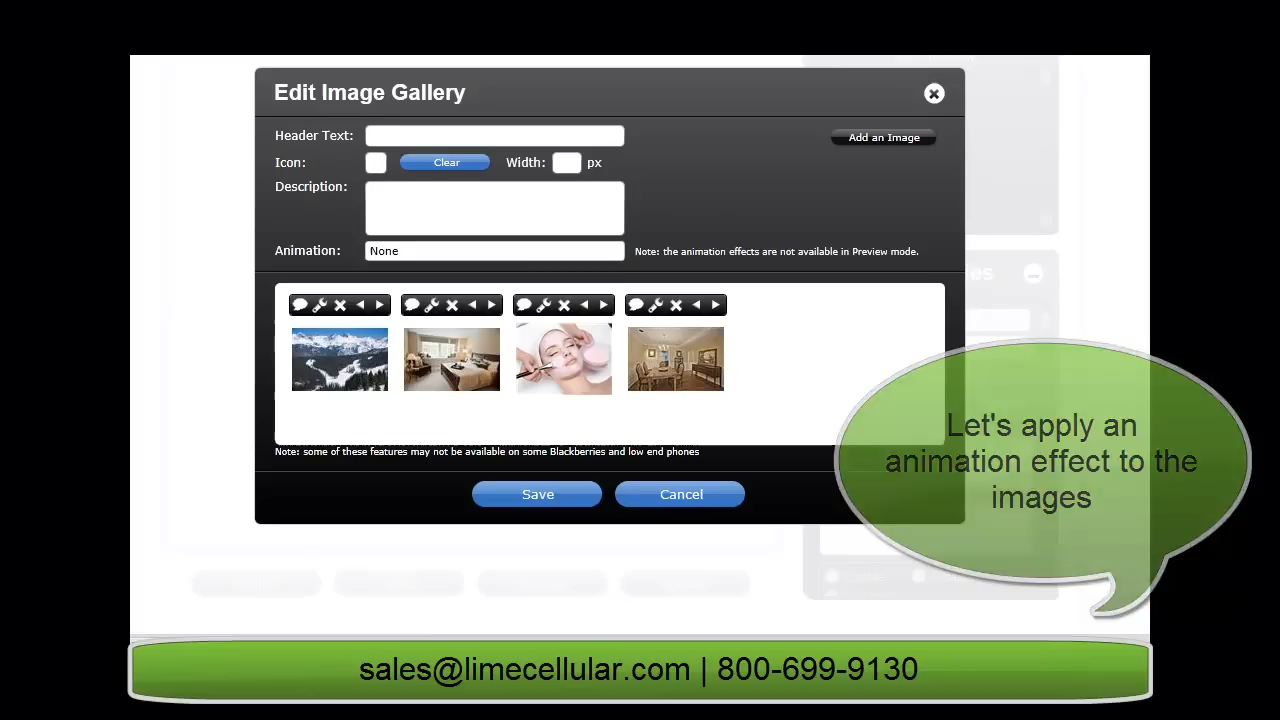 Edit Image Gallery
Header Text:
Add an Image
Icon:
Clear
Width:
px
Description:
Animation:
None
Note: the animation effects are not available in Preview mode.
Note: some of these features may not be available on some Blackberries and low end phones
Save
Cancel
Let's apply an
animation effect to the
images
sales@limecellular.com | 800-699-9130